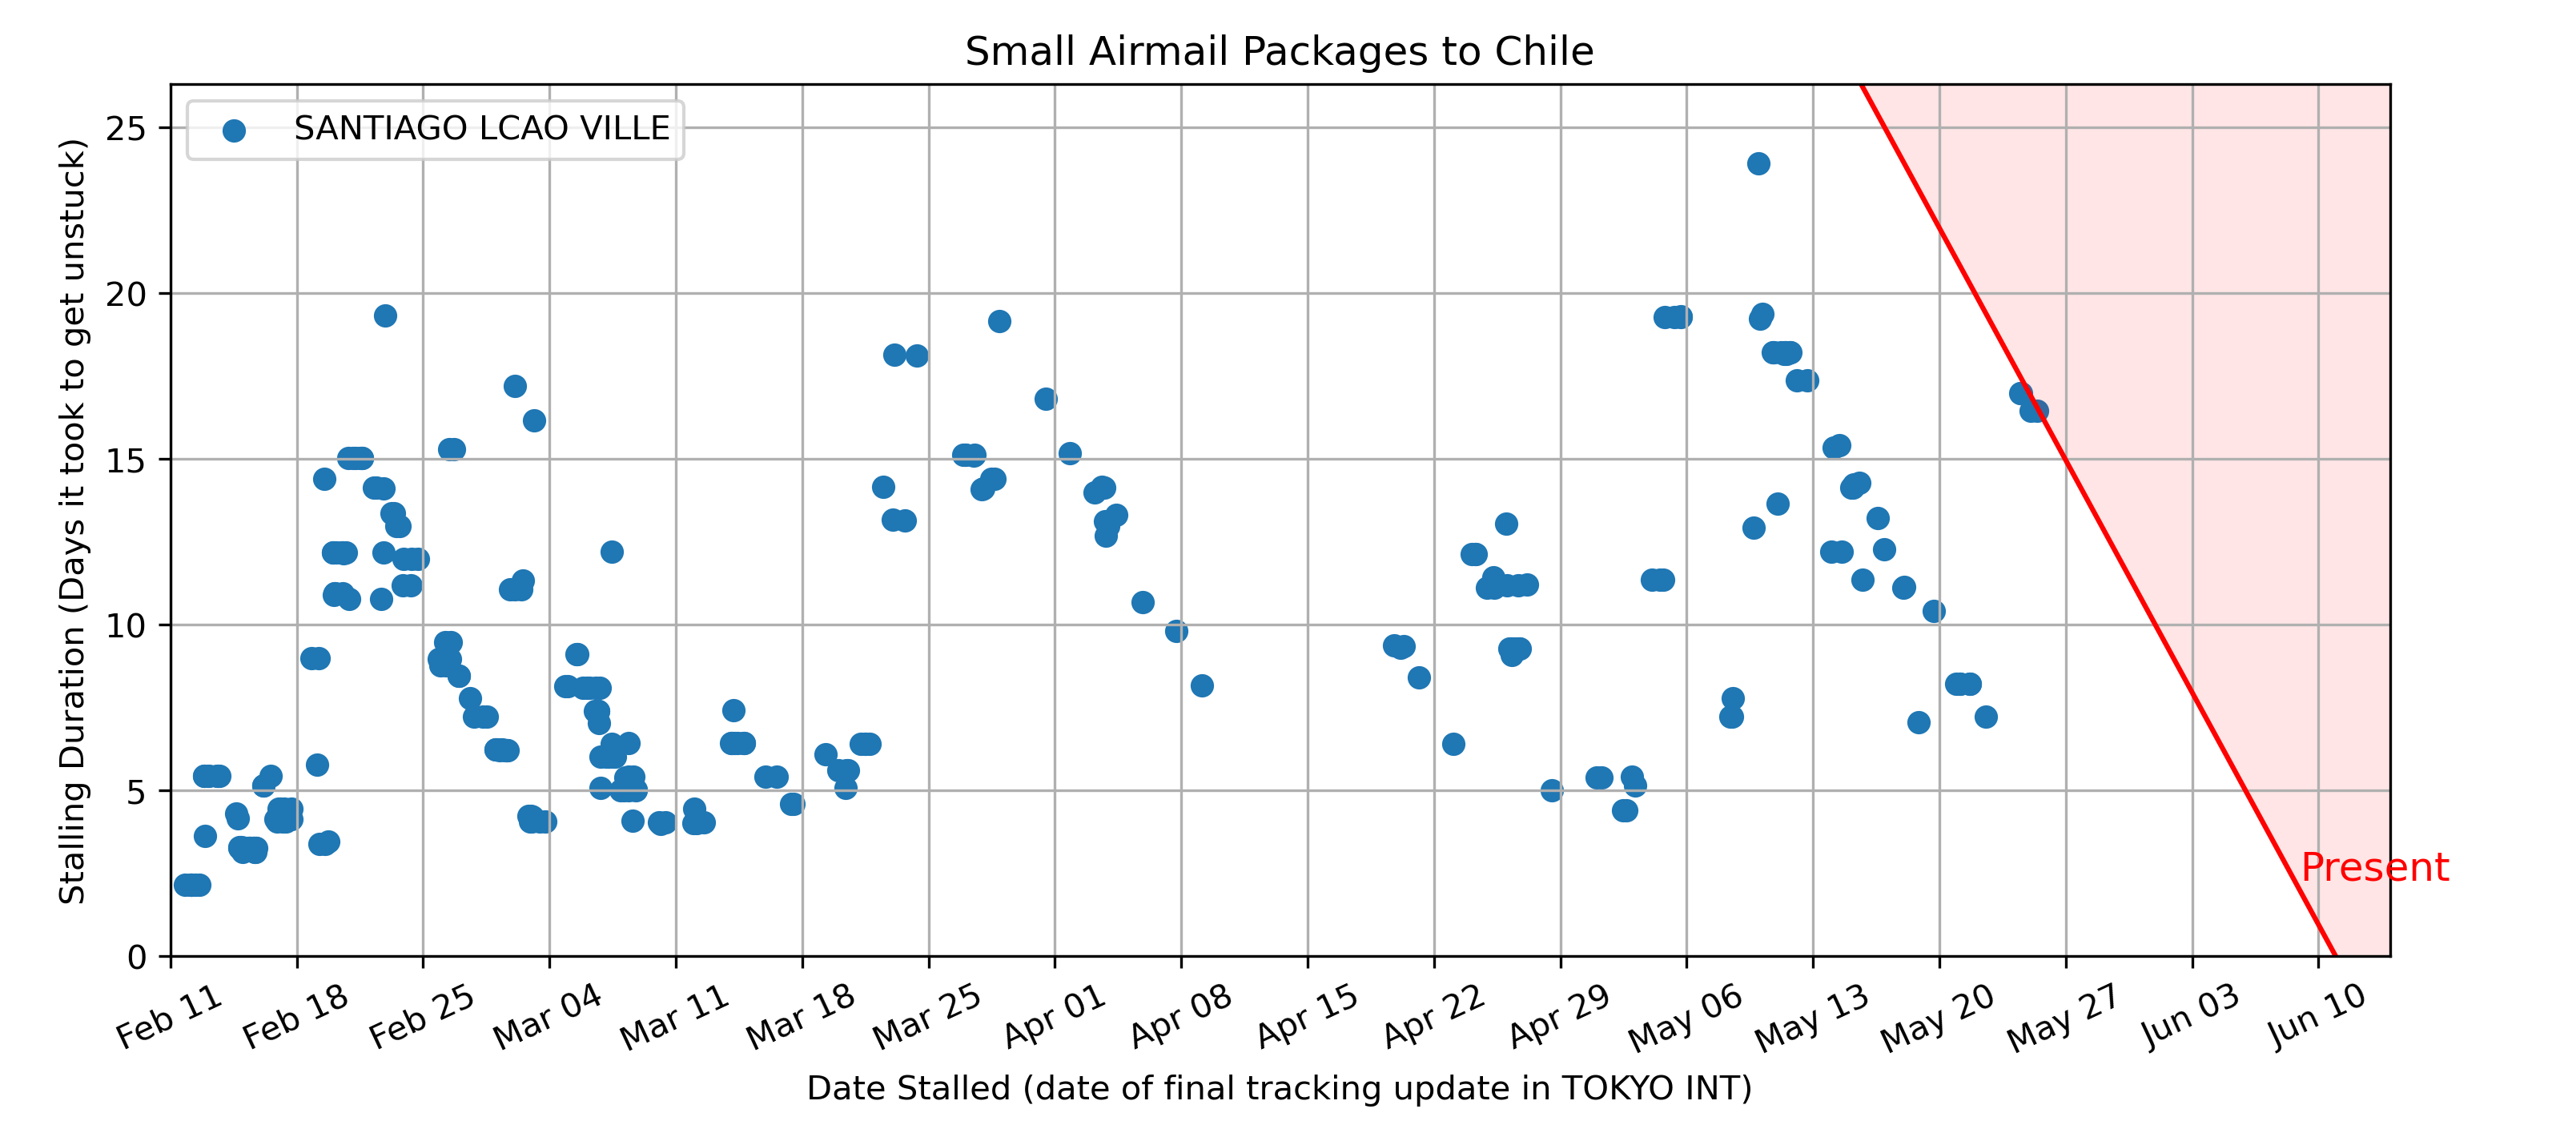 Small Airmail Packages to Chile
SANTIAGO LCAO VILLE
Stalling Duration (Days it took to get unstuck)
25
20
15
10
5
0
Present
Feb 11
Feb 18
Feb 25
Mar 04
Mar 11
Mar 18
Mar 25
Apr 01
Apr 08
Apr 15
Apr 22
Apr 29
May 06
May 13
May 20
May 27
Jun 03
Jun 10
Date Stalled (date of final tracking update in TOKYO INT)